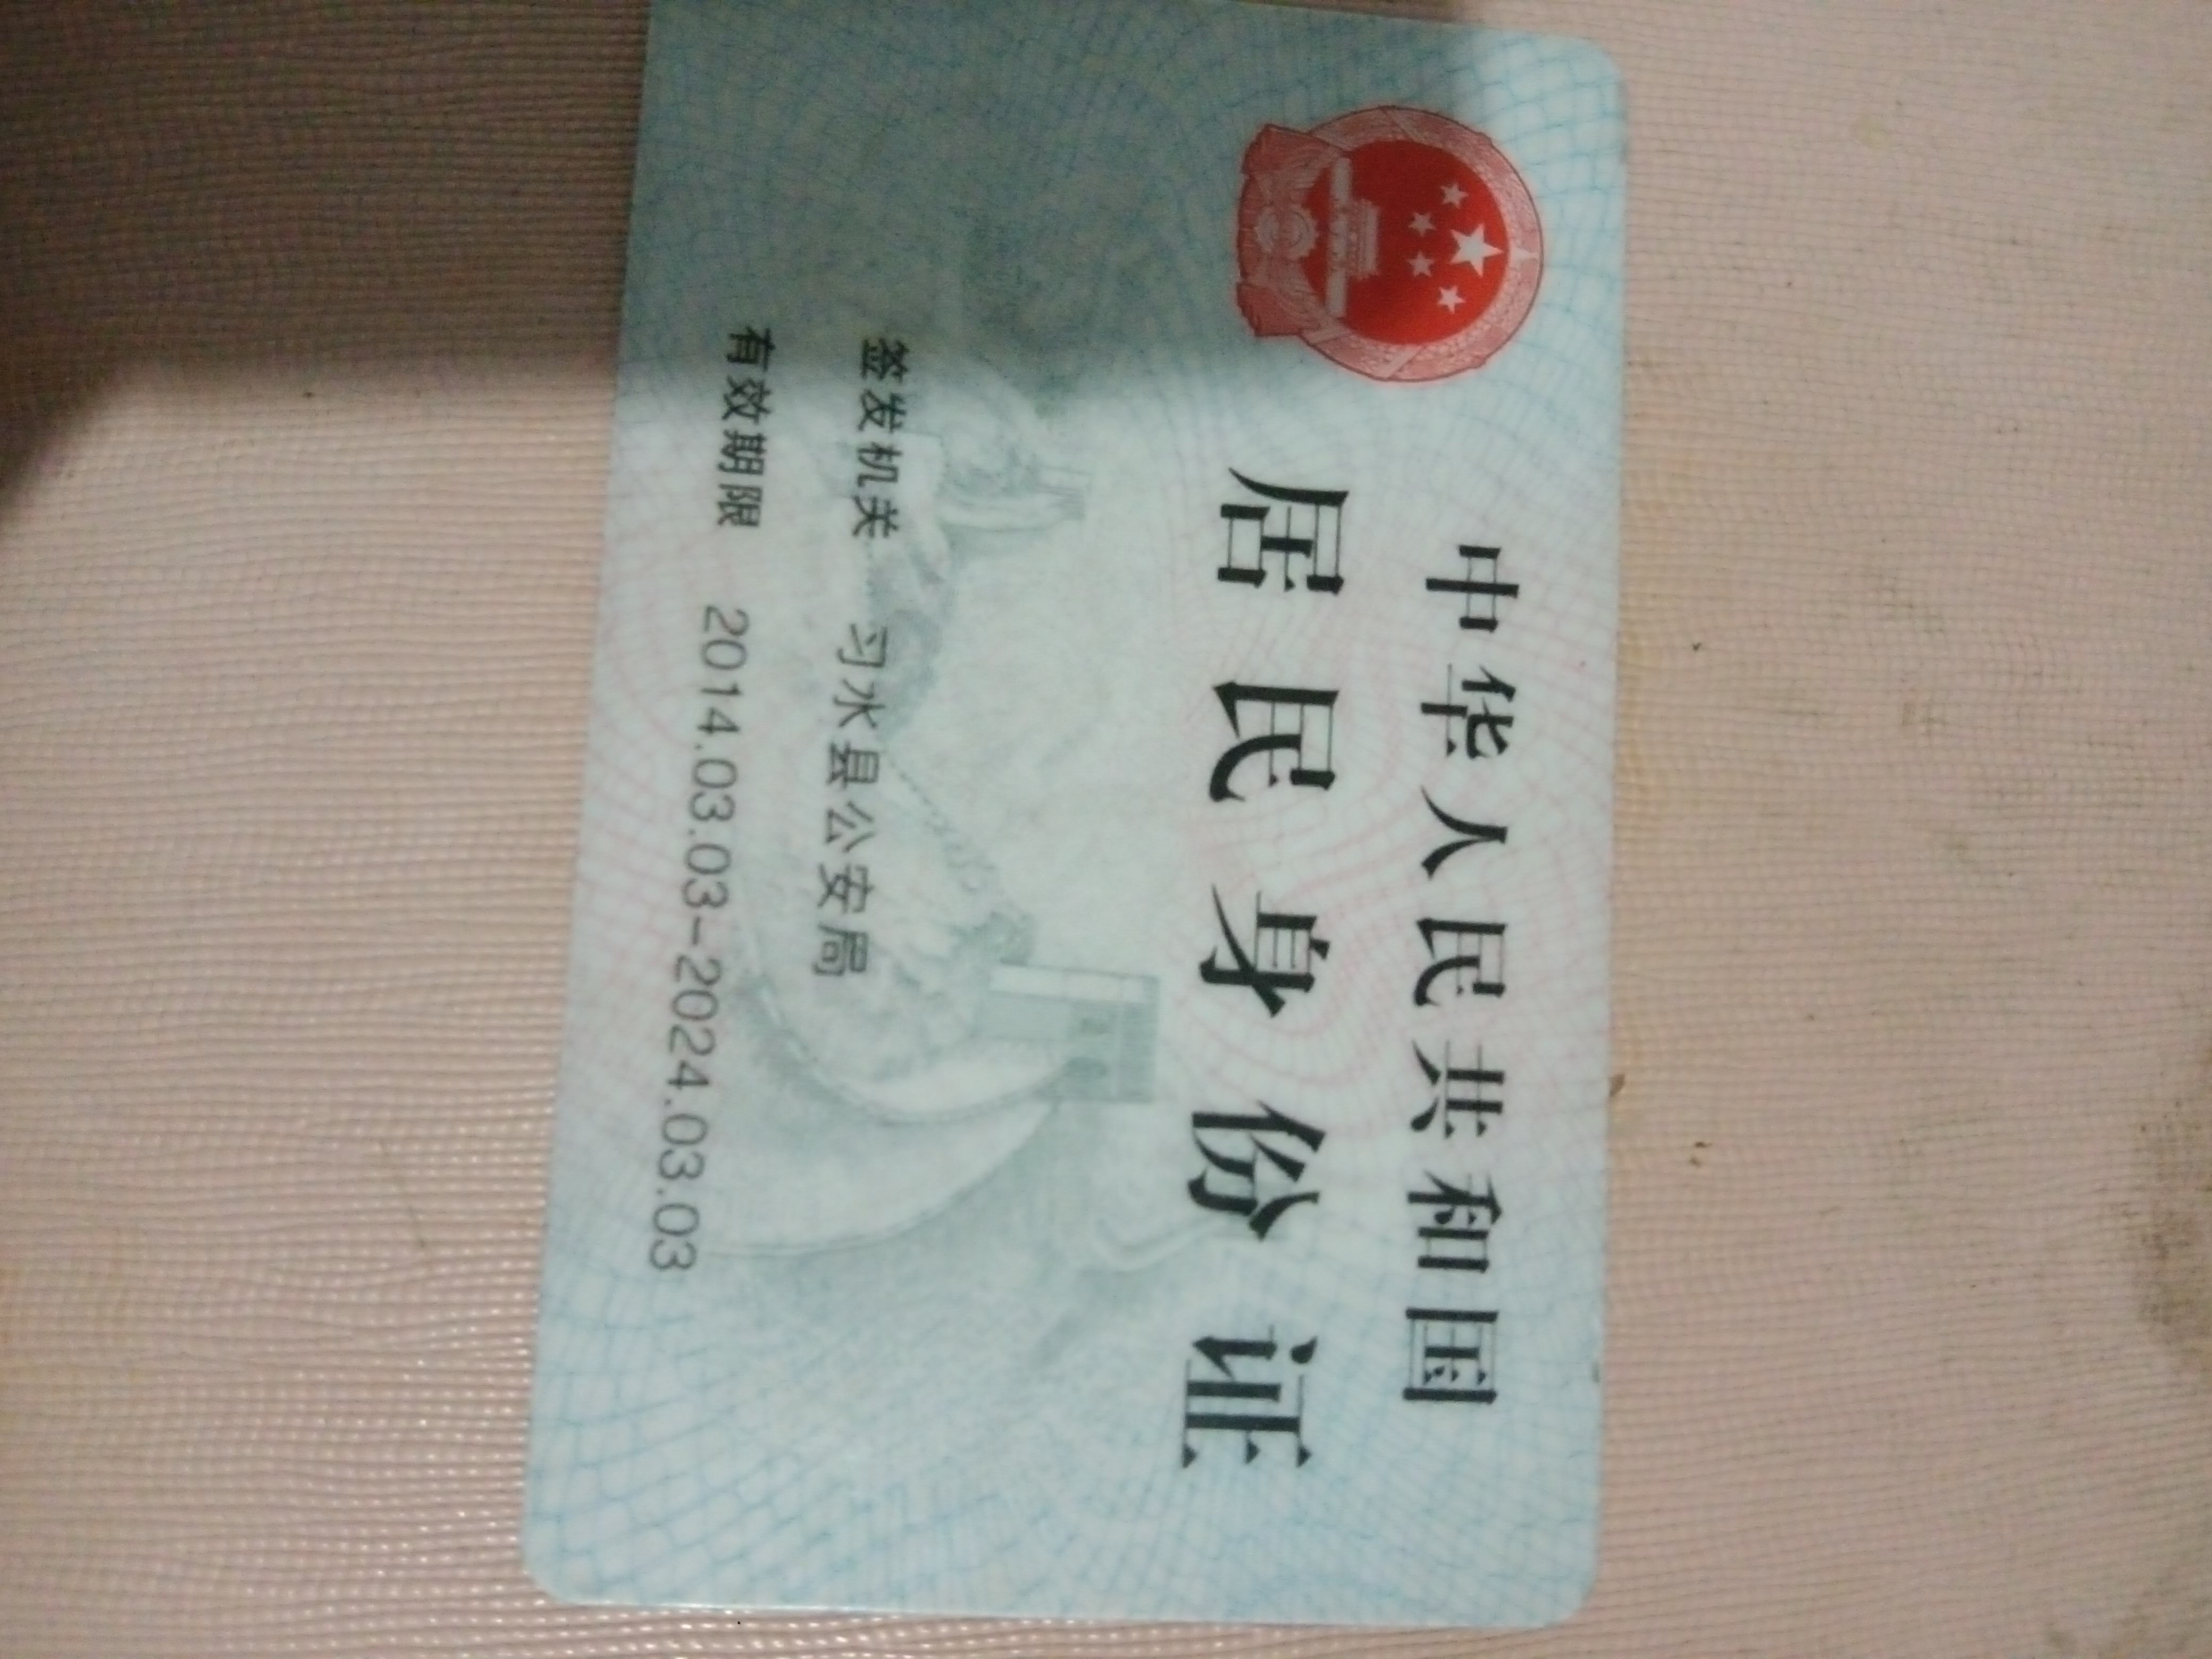 中华人民共和国
居民身份证
签发机关 习水县公安局
有效期限 2014.03.03-2024.03.03